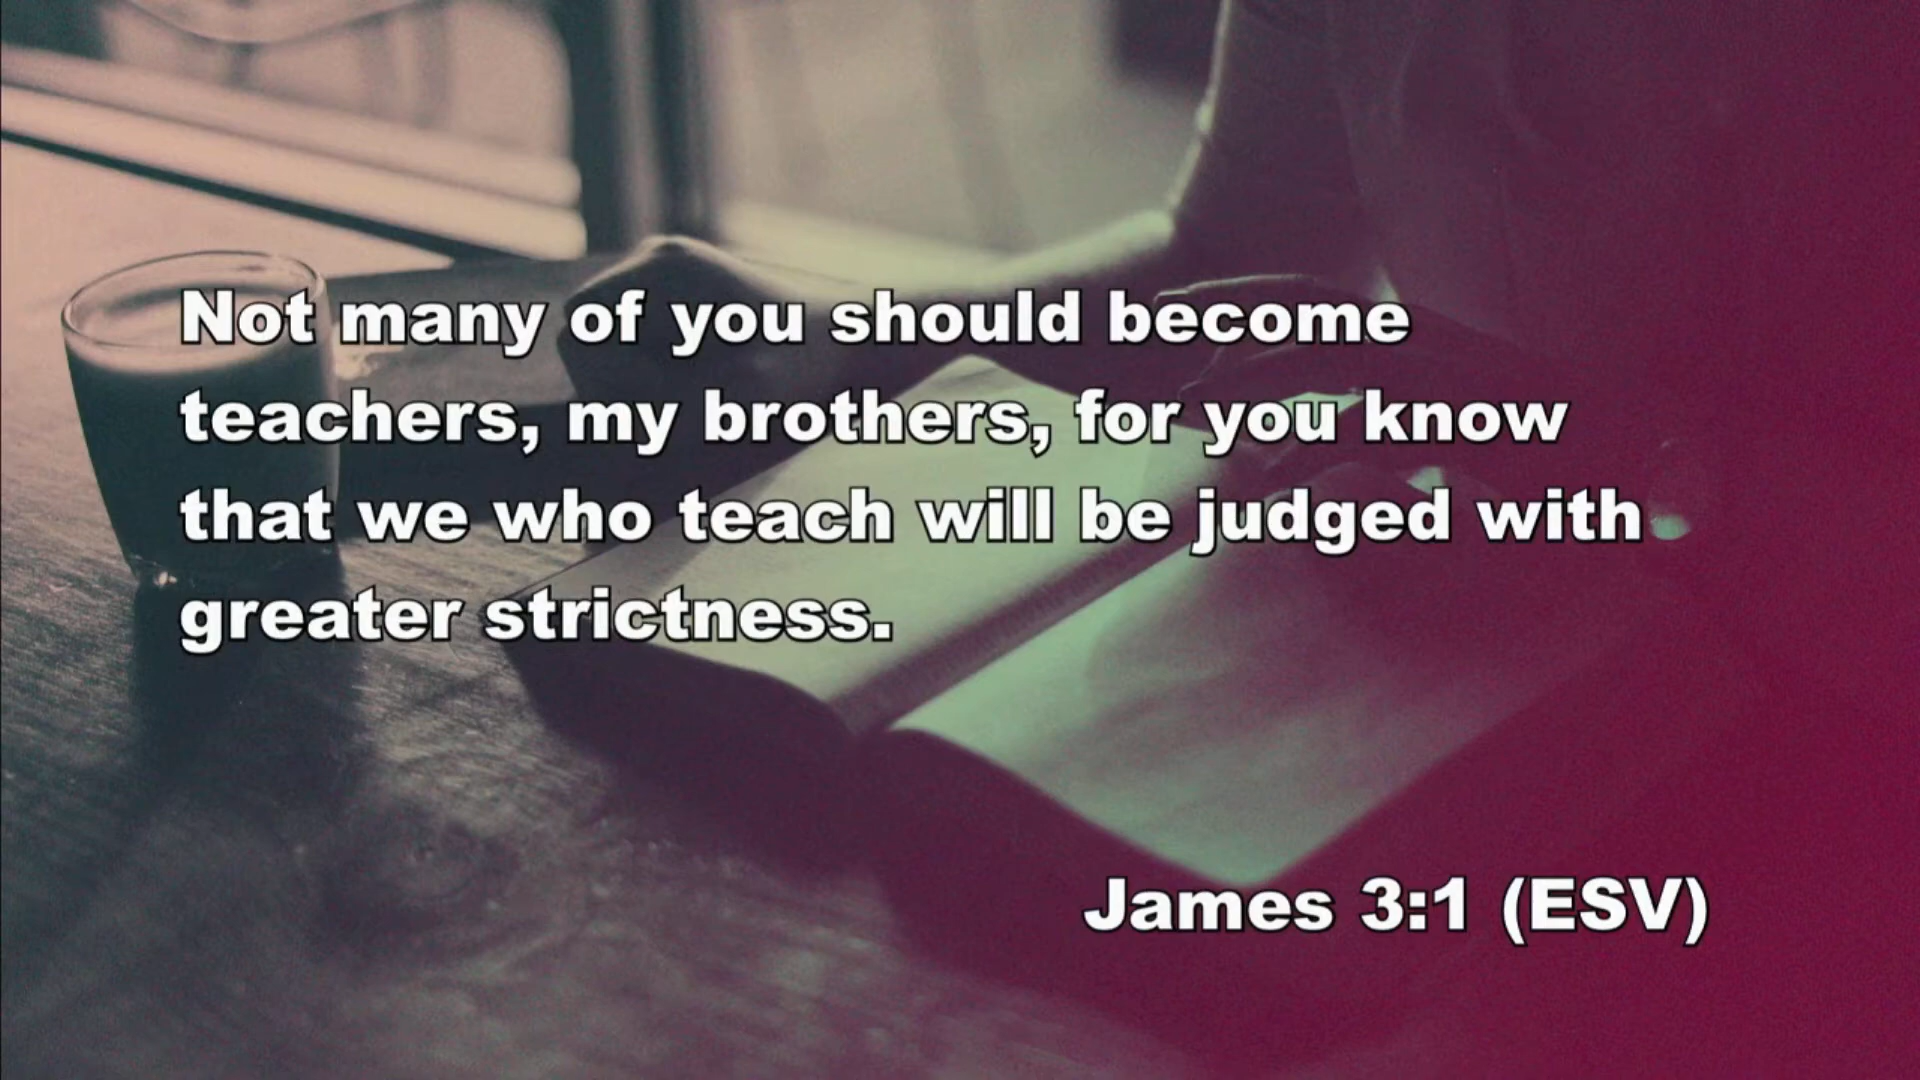 Not many of you should become
teachers, my brothers, for you know
that we who teach will be judged with
greater strictness.
James 3:1 (ESV)